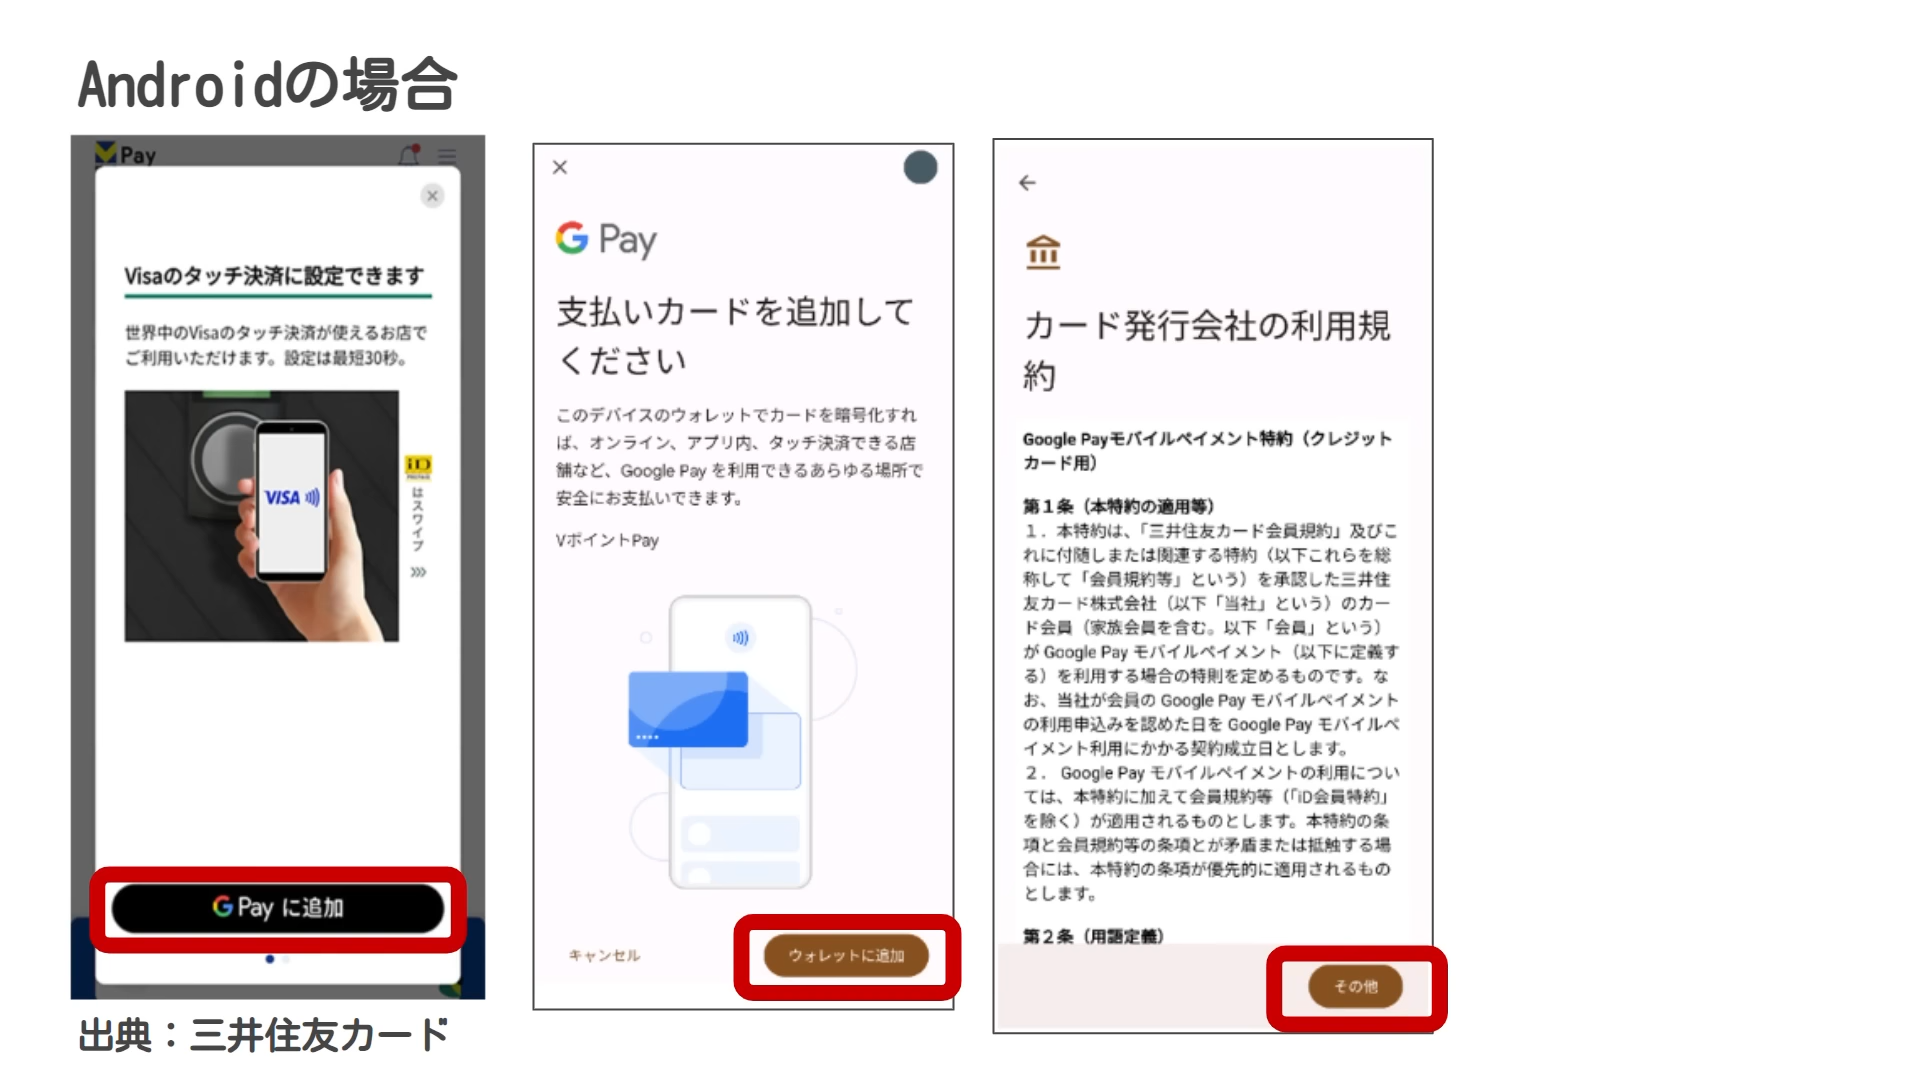 Androidの場合
Pay
Visaのタッチ決済に設定できます
世界中のVisaのタッチ決済が使えるお店で
ご利用いただけます。設定は最短30秒。
VISA
iD
はスワイプ
G Pay に追加
出典：三井住友カード
G Pay
支払いカードを追加して
ください
このデバイスのウォレットでカードを暗号化すれ
ば、オンライン、アプリ内、タッチ決済できる店
舗など、Google Pay を利用できるあらゆる場所で
安全にお支払いできます。
VポイントPay
キャンセル
ウォレットに追加
カード発行会社の利用規
約
Google Payモバイルペイメント特約（クレジット
カード用）
第１条（本特約の適用等）
１．本特約は、「三井住友カード会員規約」及びこ
れに付随しまたは関連する特約（以下これらを総
称して「会員規約等」という）を承認した三井住
友カード株式会社（以下「当社」という）のカー
ド会員（家族会員を含む。以下「会員」という）
が Google Pay モバイルペイメント（以下に定義す
る）を利用する場合の特則を定めるものです。な
お、当社が会員の Google Pay モバイルペイメント
の利用申込みを認めた日を Google Pay モバイルペ
イメント利用にかかる契約成立日とします。
２． Google Pay モバイルペイメントの利用につい
ては、本特約に加えて会員規約等（「iD会員特約」
を除く）が適用されるものとします。本特約の条
項と会員規約等の条項とが矛盾または抵触する場
合には、本特約の条項が優先的に適用されるもの
とします。
第２条（用語定義）
その他